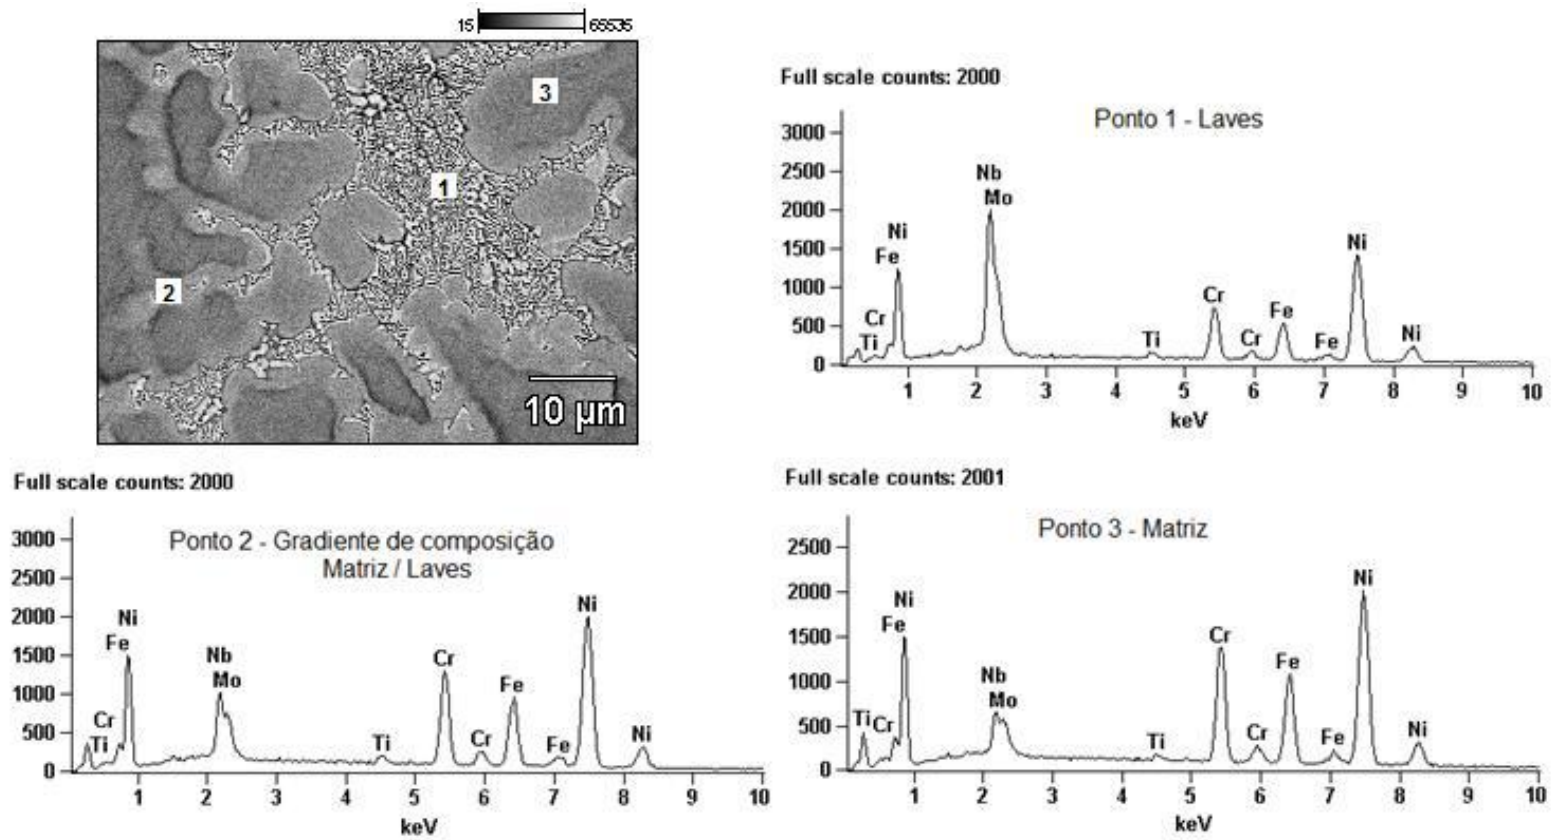 15 65535
3
1
2
10 µm
Full scale counts: 2000
Ponto 1 - Laves
3000
2500
2000
1500
1000
500
0
Ti
Cr
Fe
Ni
Nb
Mo
Ti
Cr
Cr
Fe
Fe
Ni
Ni
1 2 3 4 5 6 7 8 9 10
keV
Full scale counts: 2000
Ponto 2 - Gradiente de composição
Matriz / Laves
3000
2500
2000
1500
1000
500
0
Ti
Cr
Fe
Ni
Nb
Mo
Ti
Cr
Cr
Fe
Fe
Ni
Ni
1 2 3 4 5 6 7 8 9 10
keV
Full scale counts: 2001
Ponto 3 - Matriz
2500
2000
1500
1000
500
0
Ti
Cr
Fe
Ni
Nb
Mo
Ti
Cr
Cr
Fe
Fe
Ni
Ni
1 2 3 4 5 6 7 8 9 10
keV